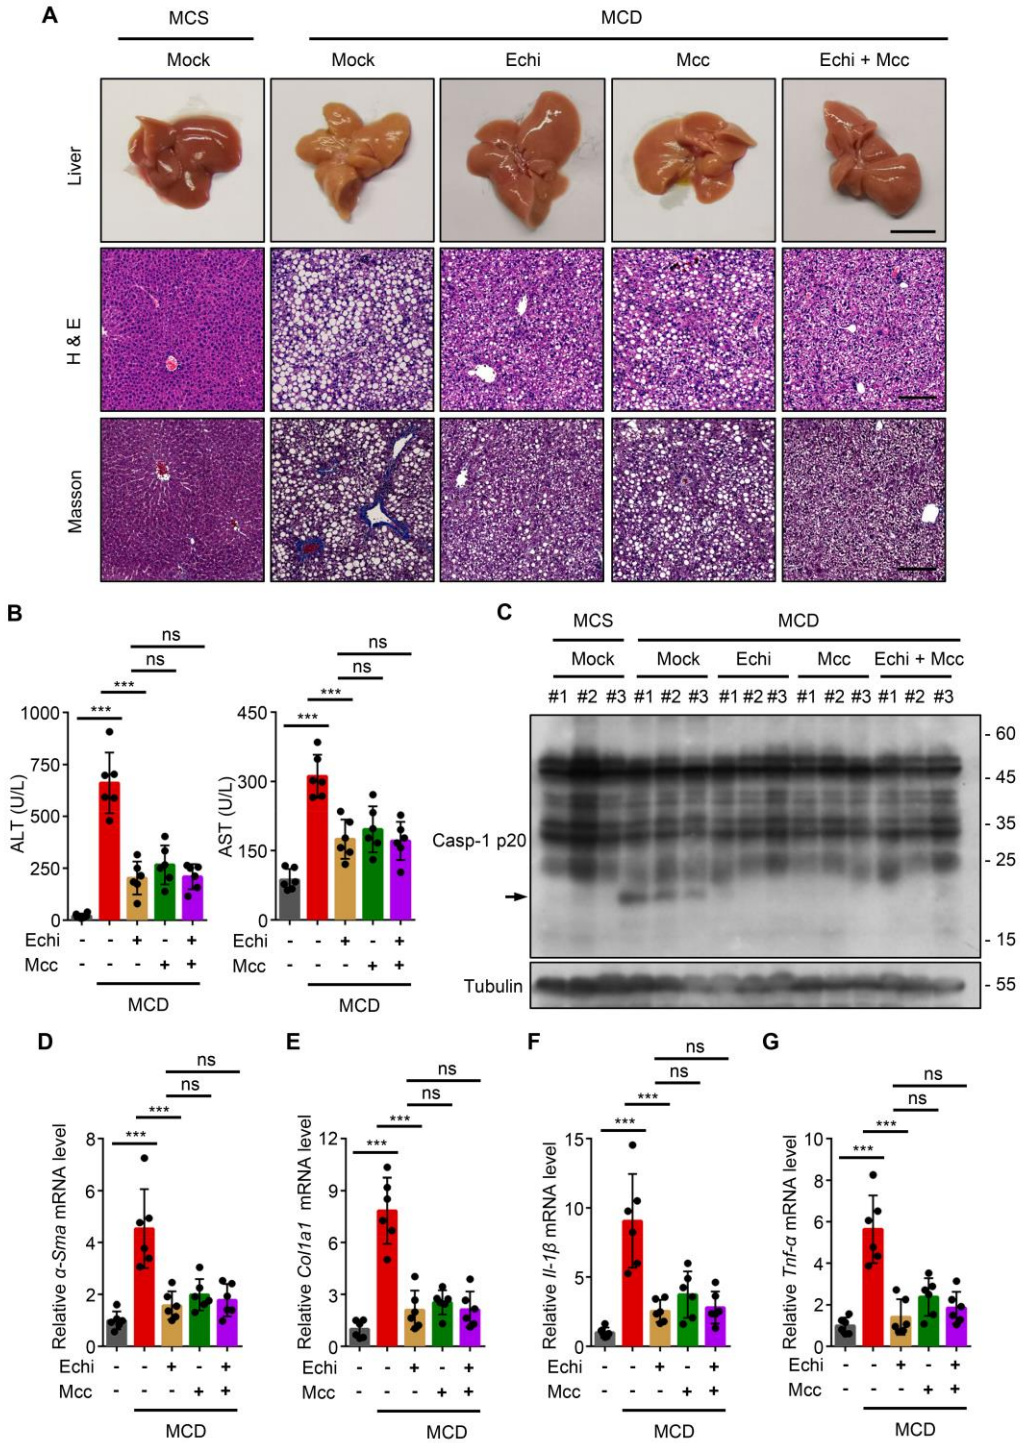 A
MCS MCD
Mock Mock Echi Mcc Echi + Mcc
Liver
H & E
Masson
B
ns
ns
***
***
ALT (U/L)
1000
750
500
250
0
Echi - - + - +
Mcc - - - + +
MCD
ns
ns
***
***
AST (U/L)
450
300
150
0
Echi - - + - +
Mcc - - - + +
MCD
C
MCS MCD
Mock Mock Echi Mcc Echi + Mcc
#1 #2 #3 #1 #2 #3 #1 #2 #3 #1 #2 #3 #1 #2 #3
- 60
- 45
- 35
Casp-1 p20
- 25
- 15
Tubulin - 55
D
ns
ns
***
***
Relative α-Sma mRNA level
8
6
4
2
0
Echi - - + - +
Mcc - - - + +
MCD
E
ns
ns
***
***
Relative Col1a1 mRNA level
12
9
6
3
0
- - + - +
- - - + +
MCD
F
ns
ns
***
***
Relative Il-1β mRNA level
15
10
5
0
Echi - - + - +
Mcc - - - + +
MCD
G
ns
ns
***
***
Relative Tnf-α mRNA level
10
8
6
4
2
0
- - + - +
- - - + +
MCD